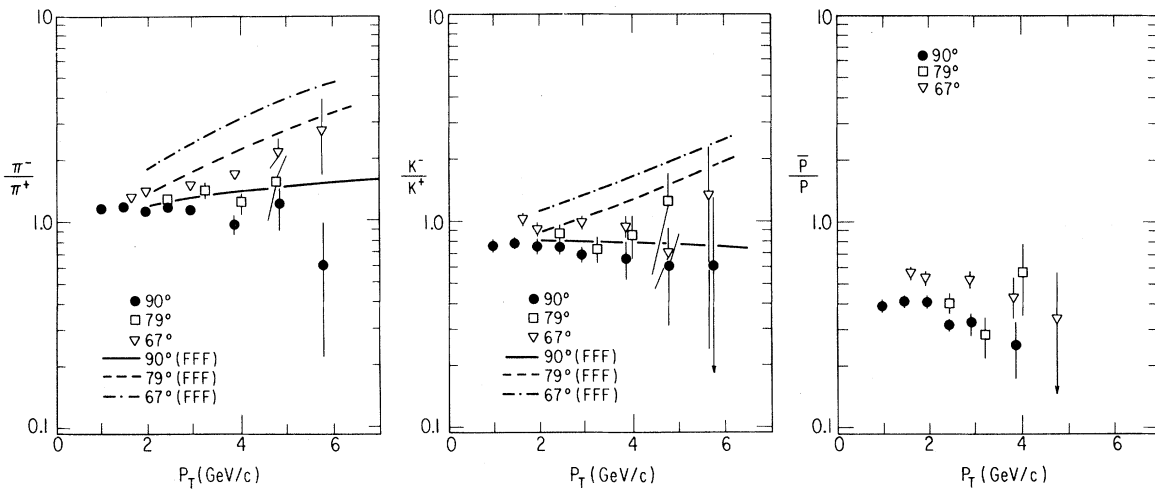 10
π⁻
π⁺
1.0
0.1
● 90°
□ 79°
▽ 67°
90° (FFF)
79° (FFF)
67° (FFF)
0
2
4
6
P_T (GeV/c)
10
K⁻
K⁺
1.0
0.1
● 90°
□ 79°
▽ 67°
90° (FFF)
79° (FFF)
67° (FFF)
0
2
4
6
P_T (GeV/c)
10
P̅
P
1.0
0.1
● 90°
□ 79°
▽ 67°
0
2
4
6
P_T (GeV/c)